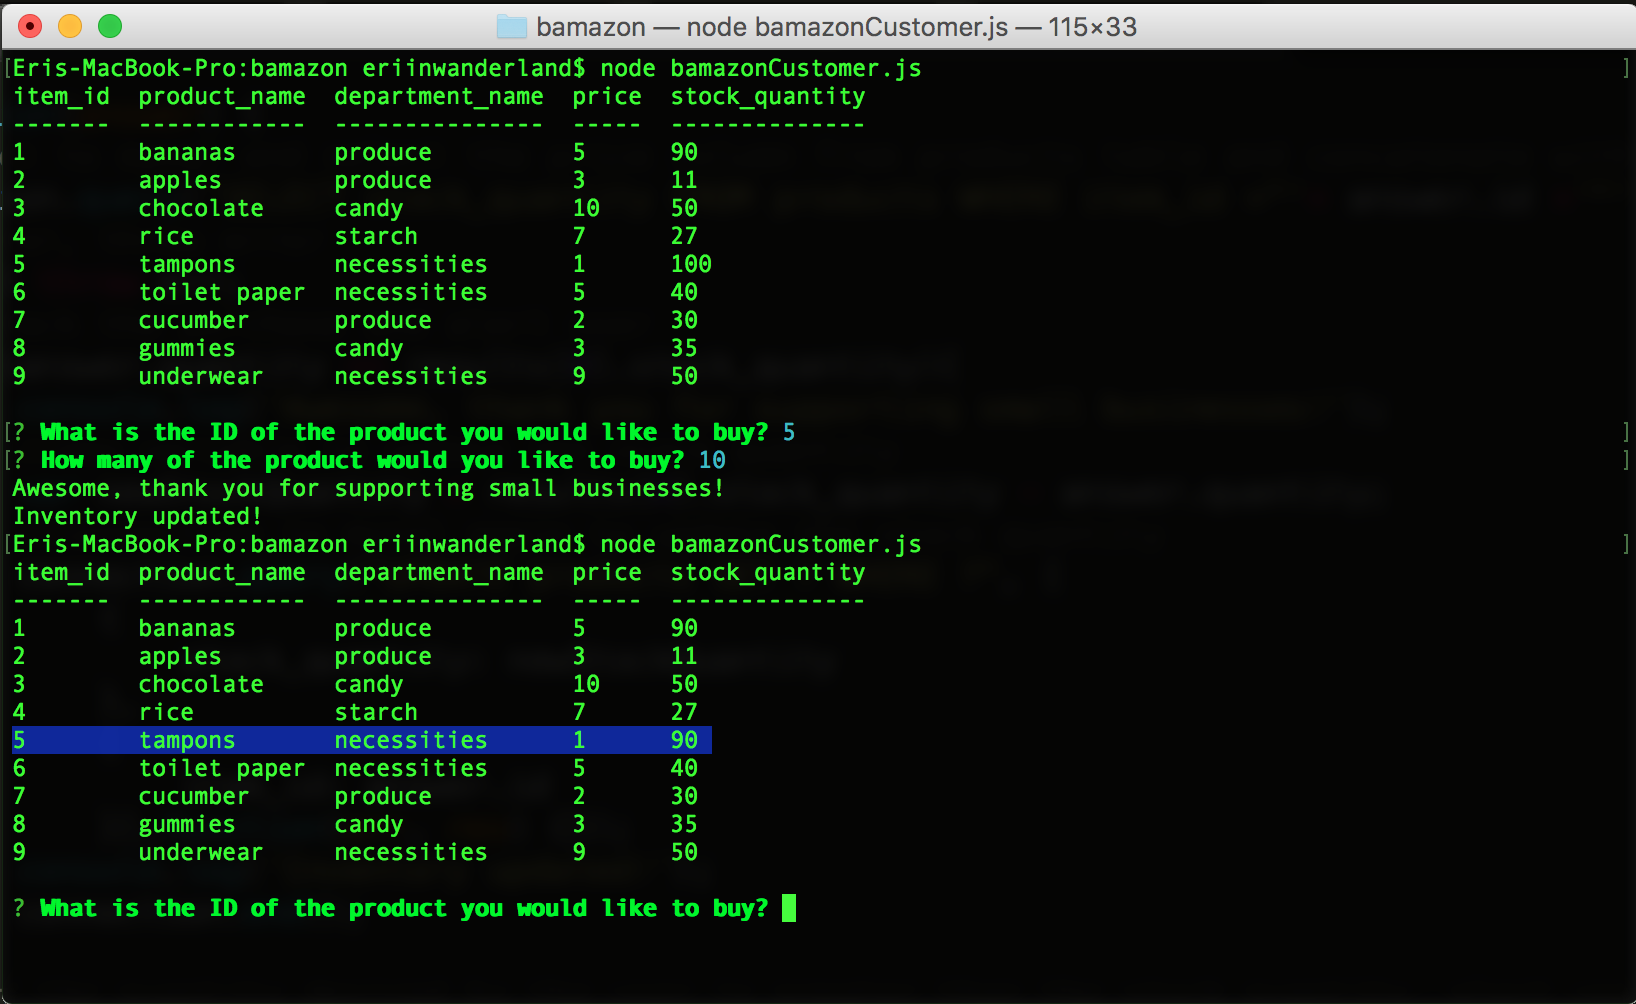 bamazon — node bamazonCustomer.js — 115×33
[Eris-MacBook-Pro:bamazon eriinwanderland$ node bamazonCustomer.js ]
item_id  product_name  department_name  price  stock_quantity
-------  ------------  ---------------  -----  --------------
1        bananas       produce          5      90
2        apples        produce          3      11
3        chocolate     candy            10     50
4        rice          starch           7      27
5        tampons       necessities      1      100
6        toilet paper  necessities      5      40
7        cucumber      produce          2      30
8        gummies       candy            3      35
9        underwear     necessities      9      50
[? What is the ID of the product you would like to buy? 5 ]
[? How many of the product would you like to buy? 10 ]
Awesome, thank you for supporting small businesses!
Inventory updated!
[Eris-MacBook-Pro:bamazon eriinwanderland$ node bamazonCustomer.js ]
item_id  product_name  department_name  price  stock_quantity
-------  ------------  ---------------  -----  --------------
1        bananas       produce          5      90
2        apples        produce          3      11
3        chocolate     candy            10     50
4        rice          starch           7      27
5        tampons       necessities      1      90
6        toilet paper  necessities      5      40
7        cucumber      produce          2      30
8        gummies       candy            3      35
9        underwear     necessities      9      50
? What is the ID of the product you would like to buy?